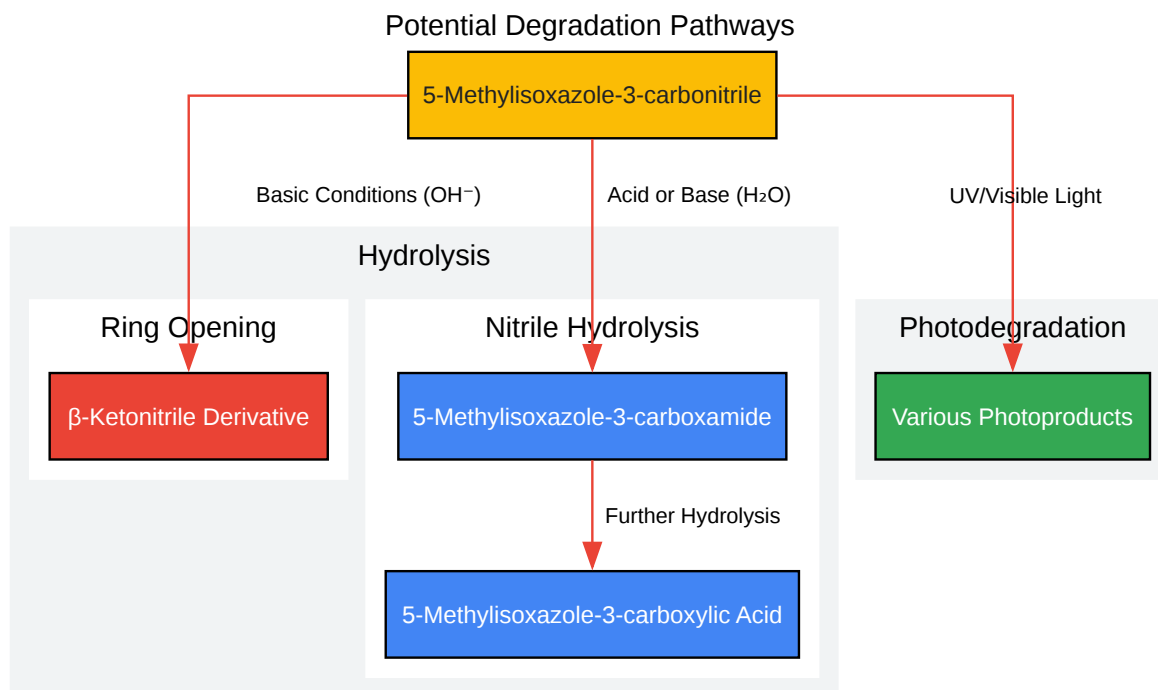 Potential Degradation Pathways
5-Methylisoxazole-3-carbonitrile
Basic Conditions (OH⁻)
Acid or Base (H₂O)
UV/Visible Light
Hydrolysis
Ring Opening
Nitrile Hydrolysis
Photodegradation
β-Ketonitrile Derivative
5-Methylisoxazole-3-carboxamide
Various Photoproducts
Further Hydrolysis
5-Methylisoxazole-3-carboxylic Acid